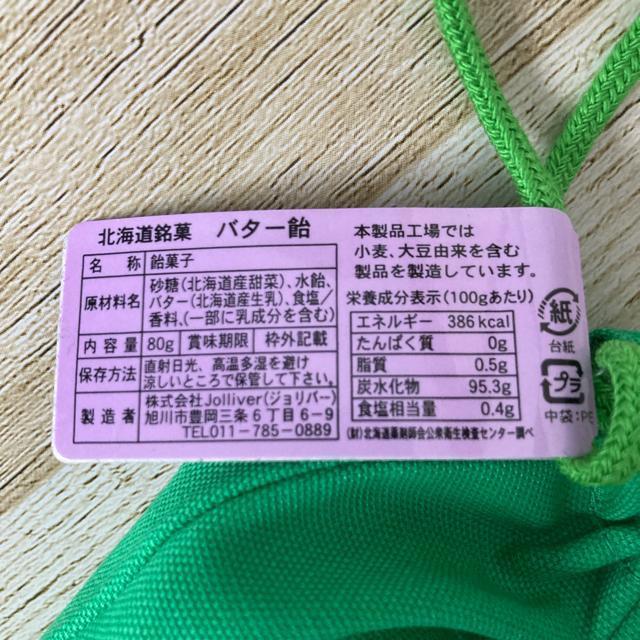 北海道銘菓 バター飴
名 称 飴菓子
原材料名 砂糖(北海道産甜菜)、水飴、
バター(北海道産生乳)、食塩/
香料、(一部に乳成分を含む)
内容量 80g 賞味期限 枠外記載
保存方法 直射日光、高温多湿を避け
涼しいところで保管して下さい。
製造者 株式会社Jolliver(ジョリバー)
旭川市豊岡三条6丁目6-9
TEL011-785-0889
本製品工場では
小麦、大豆由来を含む
製品を製造しています。
栄養成分表示(100gあたり)
エネルギー 386kcal
たんぱく質 0g
脂質 0.5g
炭水化物 95.3g
食塩相当量 0.4g
(財)北海道薬剤師会公衆衛生検査センター調べ
紙
台紙
プラ
中袋:PE